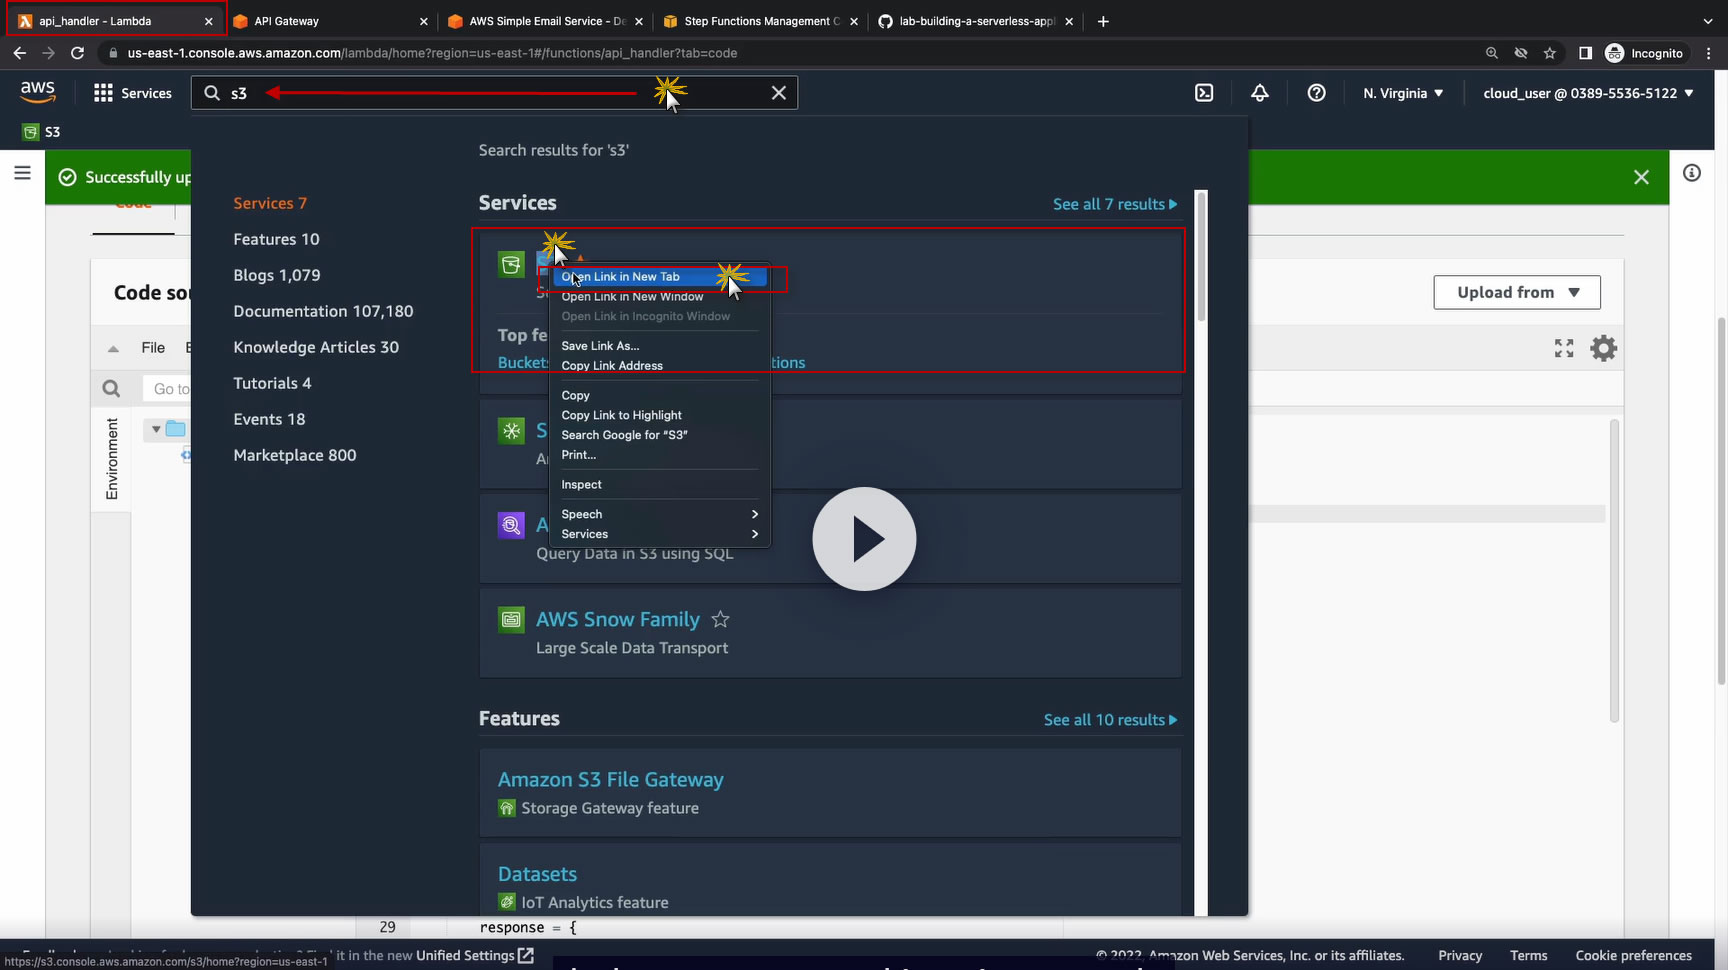 api_handler - Lambda
API Gateway
AWS Simple Email Service - De
Step Functions Management C
lab-building-a-serverless-appl
us-east-1.console.aws.amazon.com/lambda/home?region=us-east-1#/functions/api_handler?tab=code
Incognito
aws
Services
s3
N. Virginia
cloud_user @ 0389-5536-5122
S3
Search results for 's3'
Successfully up
Services 7
Services
See all 7 results
Code
Features 10
Blogs 1,079
Documentation 107,180
Knowledge Articles 30
Tutorials 4
Events 18
Marketplace 800
Code sou
Upload from
File
Go to
Environment
Open Link in New Tab
Open Link in New Window
Open Link in Incognito Window
Top fe
Save Link As...
Buckets
tions
Copy Link Address
Copy
Copy Link to Highlight
Search Google for “S3”
Print...
Inspect
Speech
Services
Query Data in S3 using SQL
AWS Snow Family
Large Scale Data Transport
Features
See all 10 results
Amazon S3 File Gateway
Storage Gateway feature
Datasets
IoT Analytics feature
29
response = {
it in the new Unified Settings
https://s3.console.aws.amazon.com/s3/home?region=us-east-1
© 2022, Amazon Web Services, Inc. or its affiliates.
Privacy
Terms
Cookie preferences